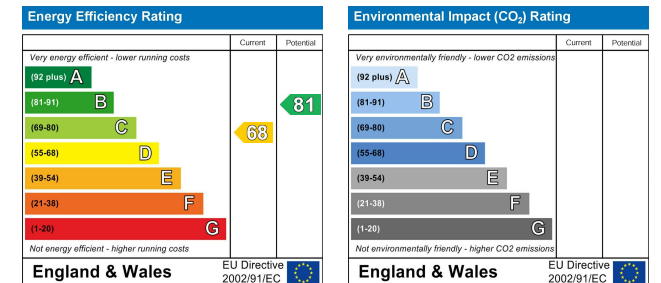 Energy Efficiency Rating
Current Potential
Very energy efficient - lower running costs
(92 plus) A
(81-91) B
(69-80) C
(55-68) D
(39-54) E
(21-38) F
(1-20) G
68
81
Not energy efficient - higher running costs
England & Wales
EU Directive
2002/91/EC
Environmental Impact (CO₂) Rating
Current Potential
Very environmentally friendly - lower CO2 emissions
(92 plus) A
(81-91) B
(69-80) C
(55-68) D
(39-54) E
(21-38) F
(1-20) G
Not environmentally friendly - higher CO2 emissions
England & Wales
EU Directive
2002/91/EC